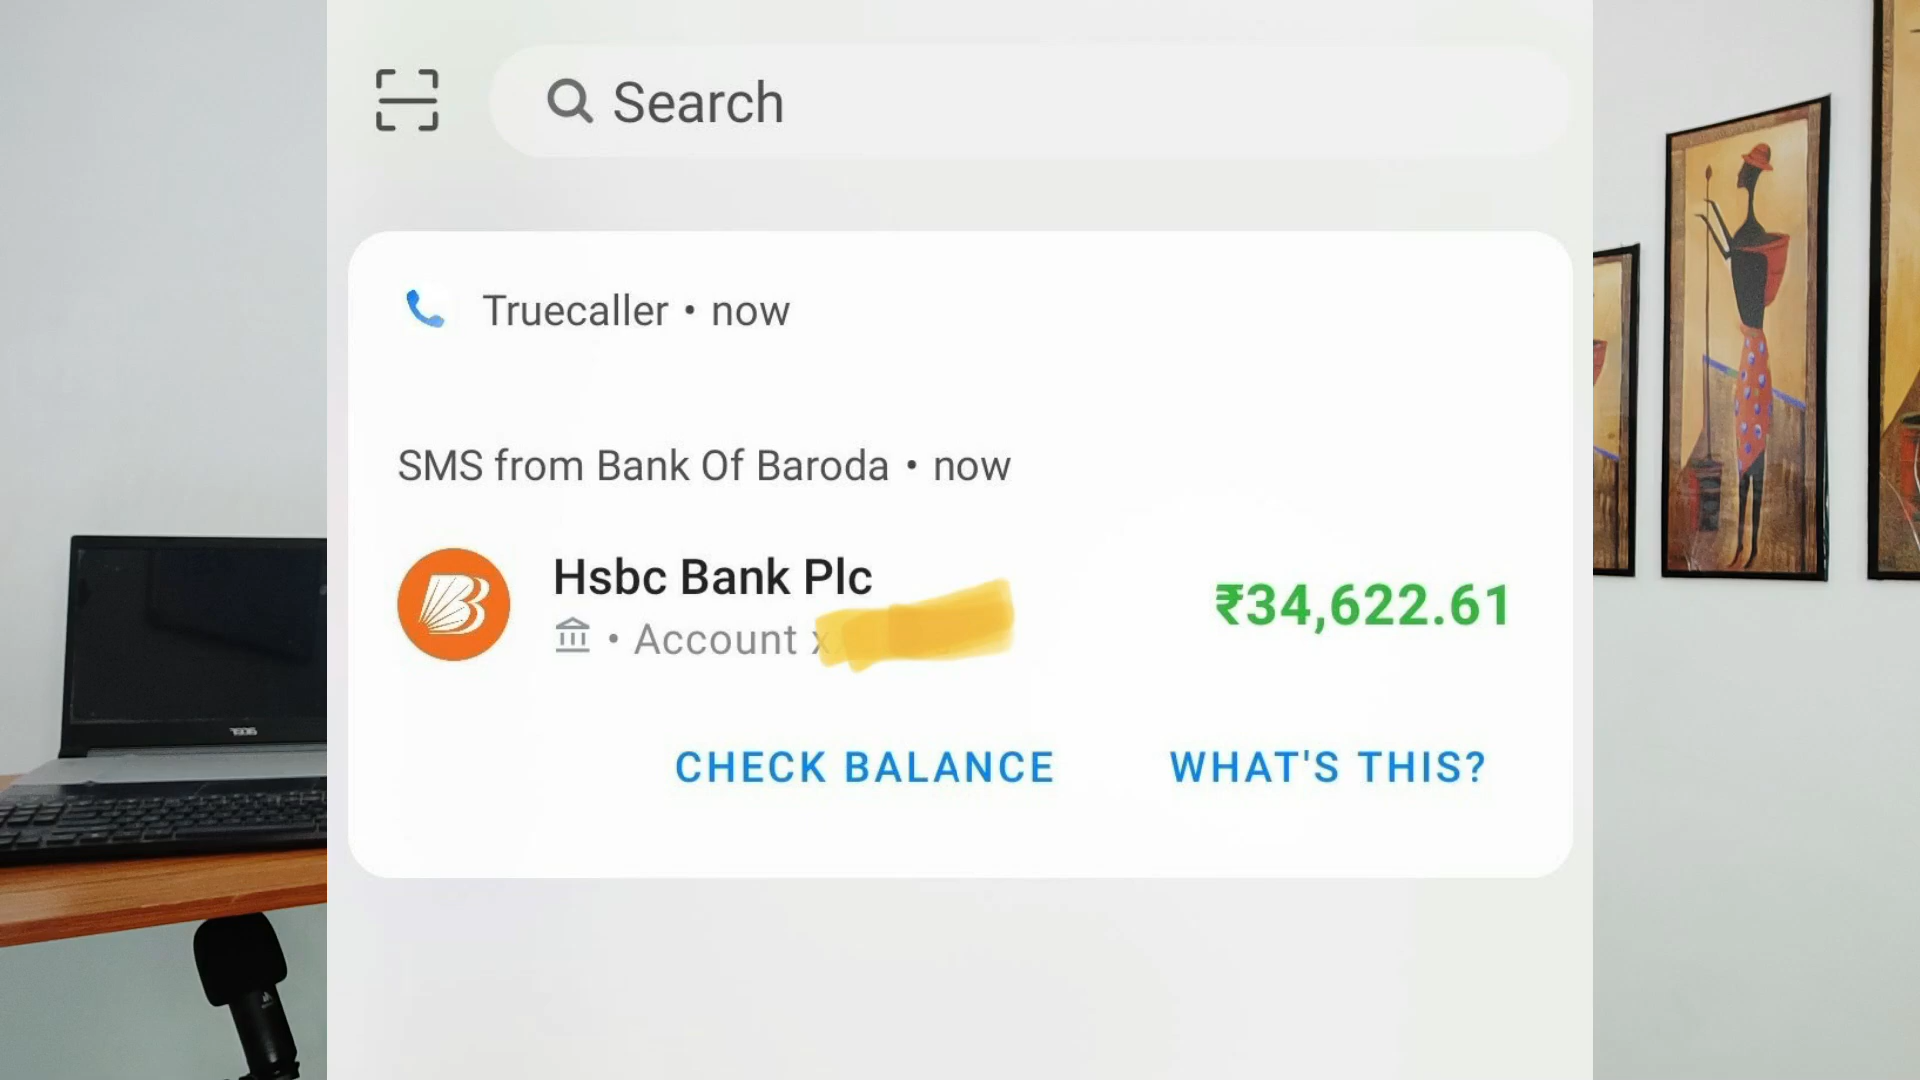 Search
Truecaller • now
SMS from Bank Of Baroda • now
Hsbc Bank Plc
• Account x
₹34,622.61
CHECK BALANCE
WHAT'S THIS?
ASUS